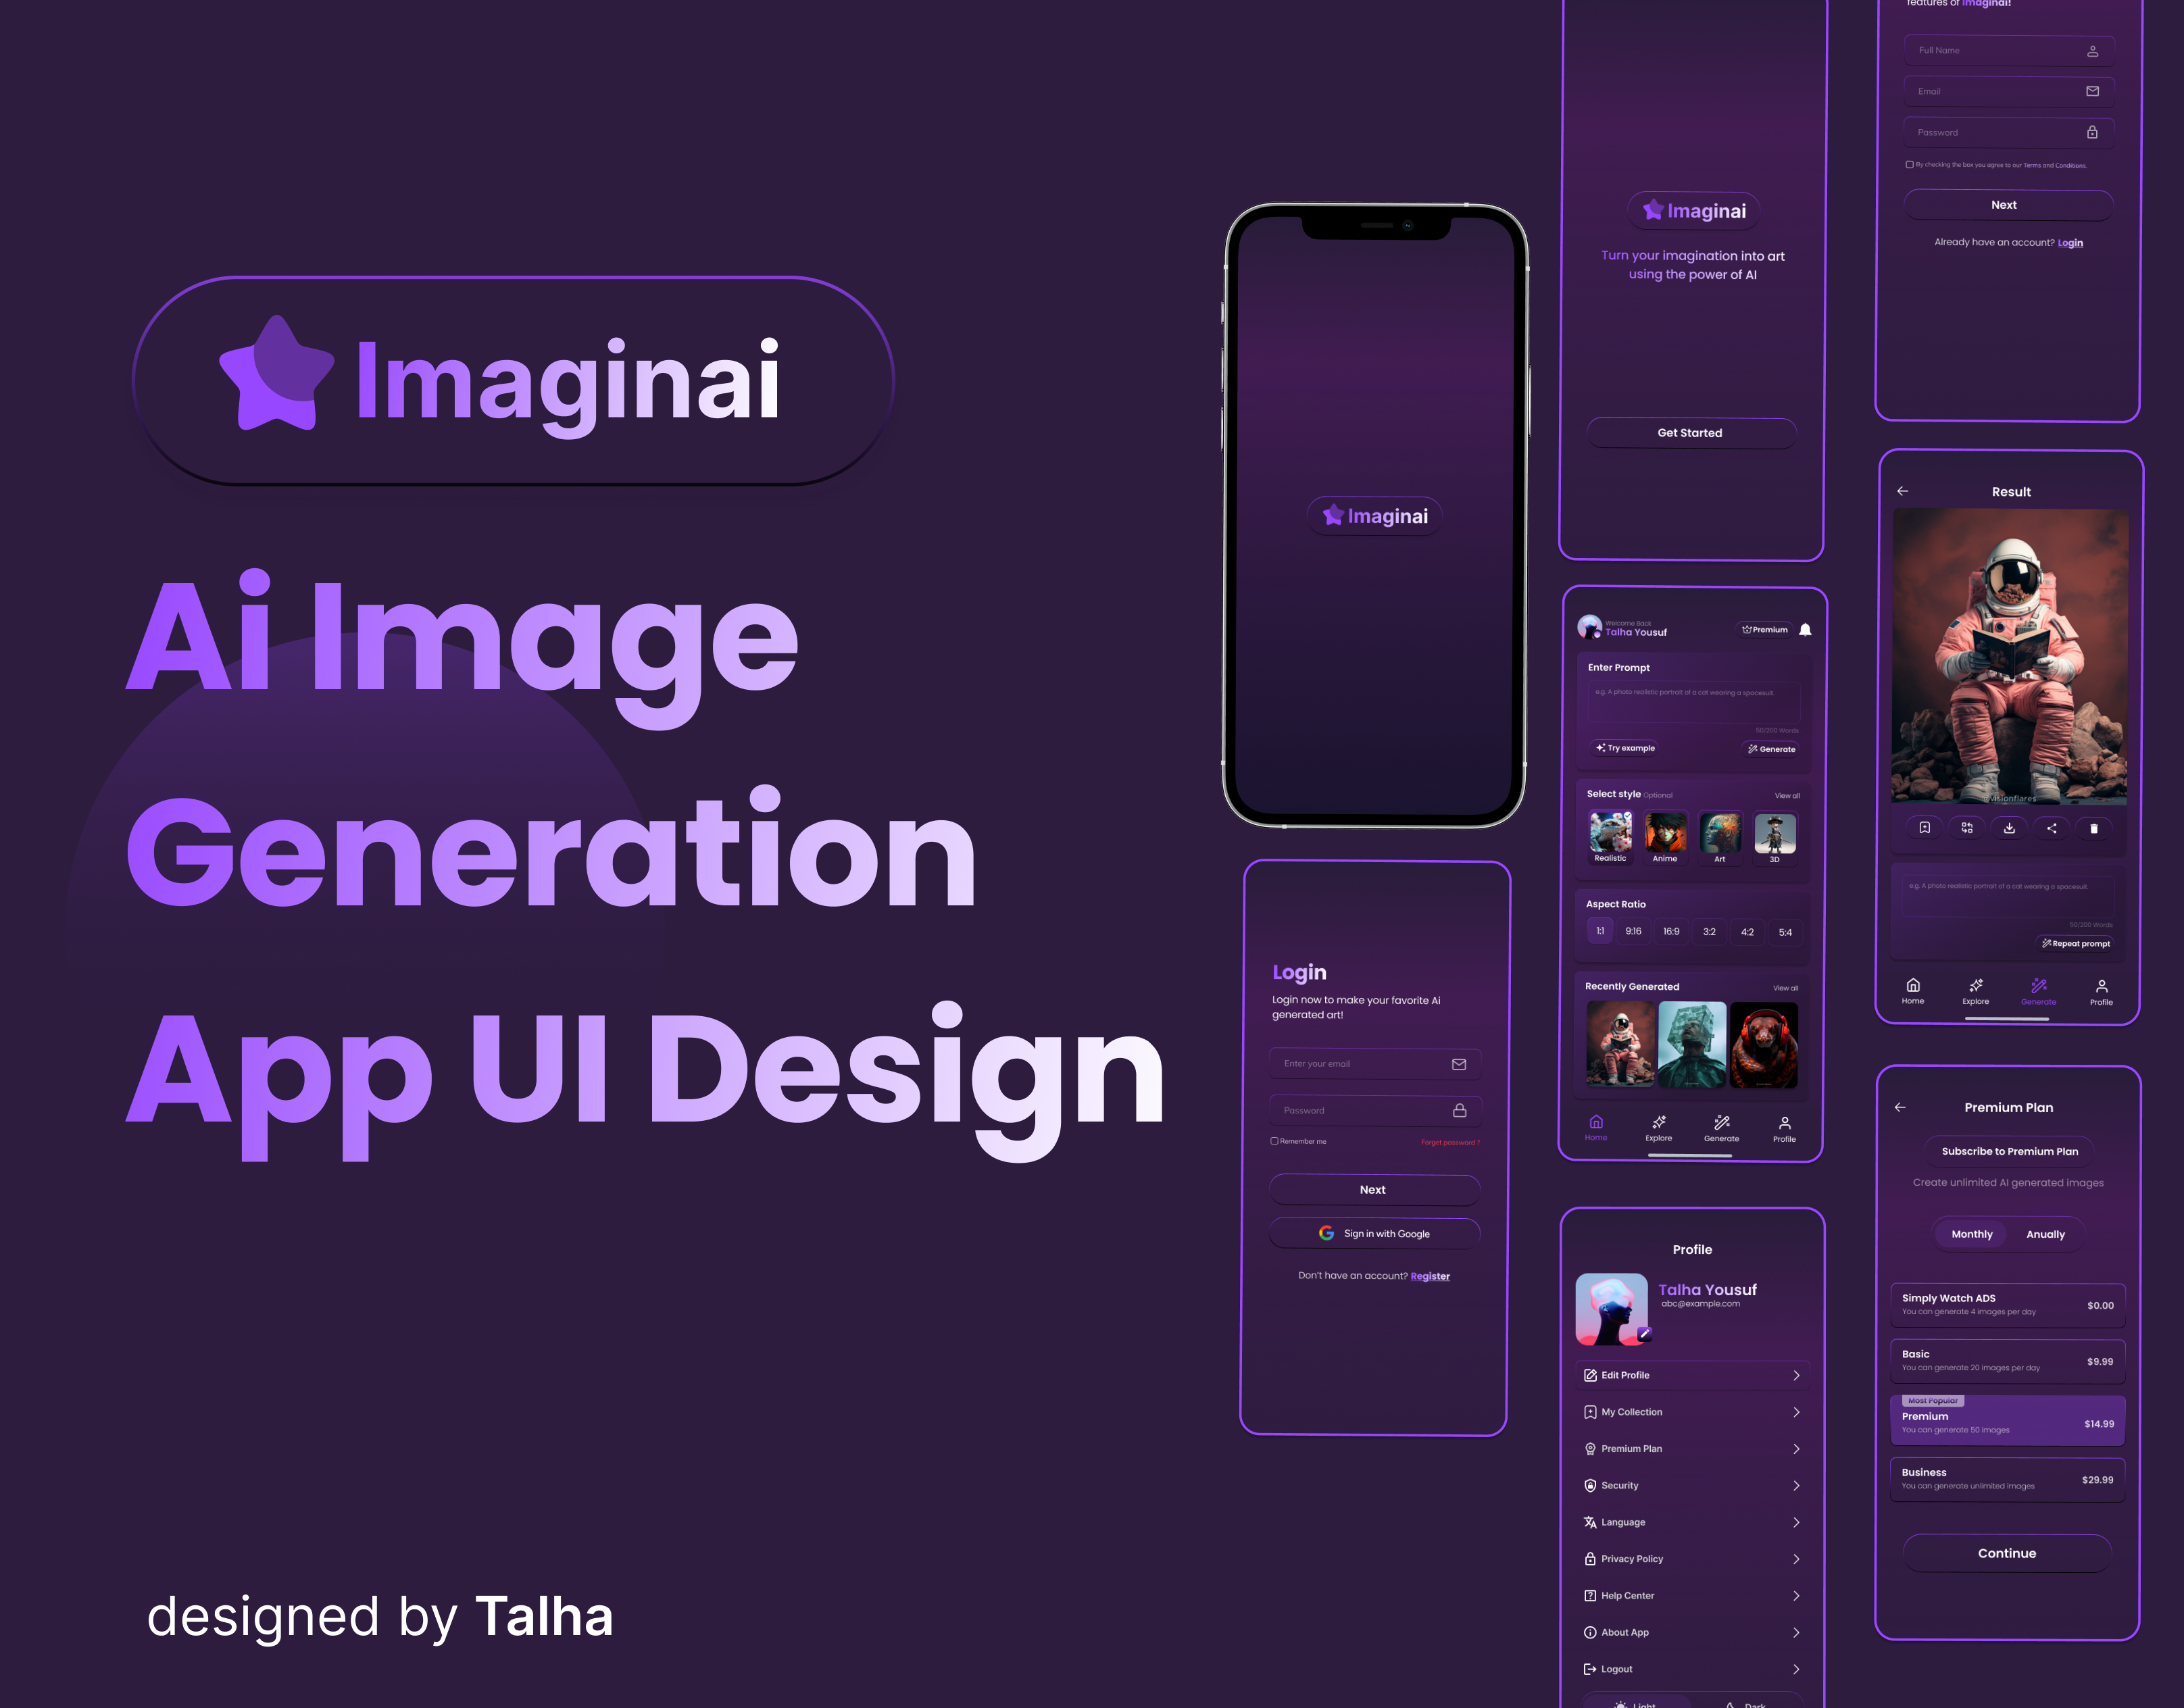 Imaginai
Ai Image
Generation
App UI Design
designed by Talha
Imaginai
Login
Login now to make your favorite Ai
generated art!
Enter your email
Password
Remember me
Forget password ?
Next
Sign in with Google
Don't have an account? Register
Imaginai
Turn your imagination into art
using the power of AI
Get Started
Welcome Back
Talha Yousuf
Premium
Enter Prompt
e.g. A photo realistic portrait of a cat wearing a spacesuit.
50/200 Words
Try example
Generate
Select style Optional
View all
Realistic
Anime
Art
3D
Aspect Ratio
1:1
9:16
16:9
3:2
4:2
5:4
Recently Generated
View all
Home
Explore
Generate
Profile
Profile
Talha Yousuf
abc@example.com
Edit Profile
My Collection
Premium Plan
Security
Language
Privacy Policy
Help Center
About App
Logout
Light
Dark
features of Imaginai!
Full Name
Email
Password
By checking the box you agree to our Terms and Conditions.
Next
Already have an account? Login
Result
visionflares
e.g. A photo realistic portrait of a cat wearing a spacesuit.
50/200 Words
Repeat prompt
Home
Explore
Generate
Profile
Premium Plan
Subscribe to Premium Plan
Create unlimited AI generated images
Monthly
Anually
Simply Watch ADS
You can generate 4 images per day
$0.00
Basic
You can generate 20 images per day
$9.99
Most Popular
Premium
You can generate 50 images
$14.99
Business
You can generate unlimited images
$29.99
Continue